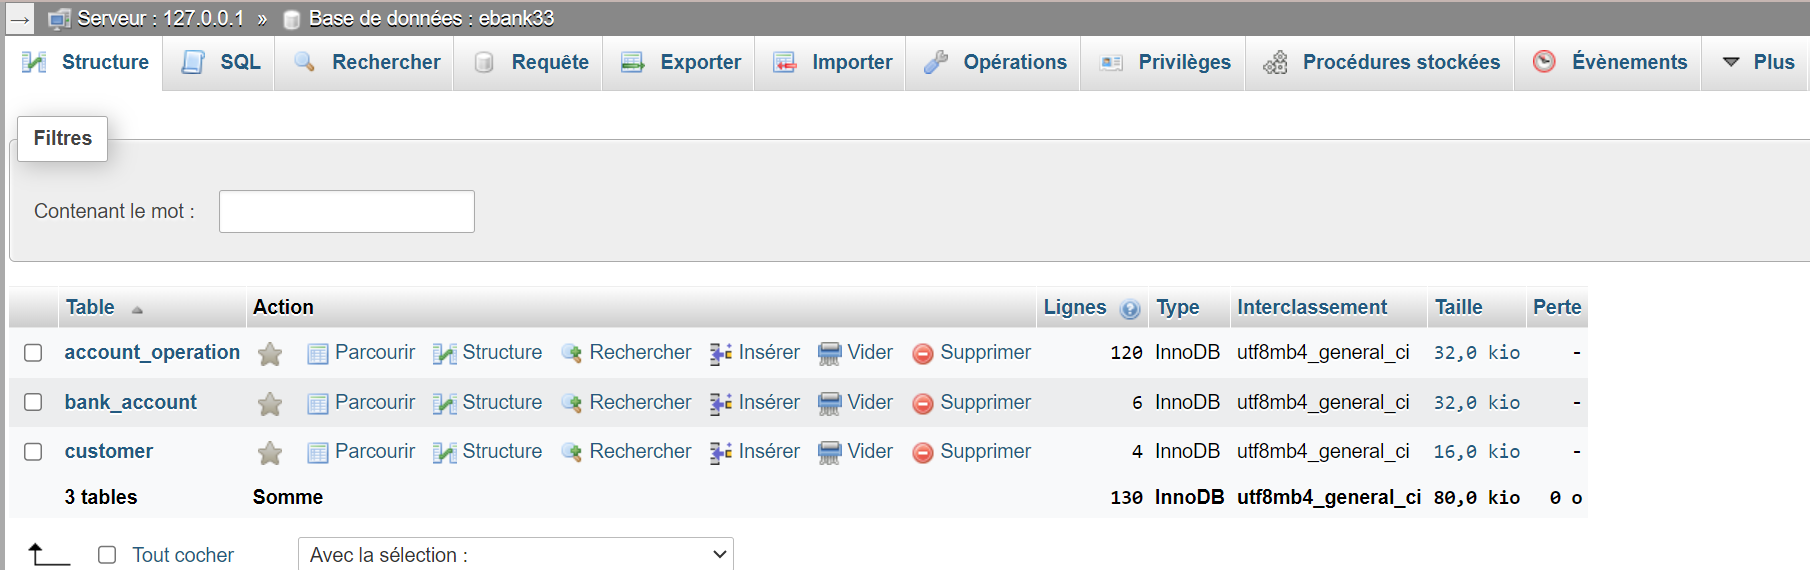 Serveur : 127.0.0.1 » Base de données : ebank33
Structure SQL Rechercher Requête Exporter Importer Opérations Privilèges Procédures stockées Évènements Plus
Filtres
Contenant le mot :
Table Action Lignes Type Interclassement Taille Perte
account_operation Parcourir Structure Rechercher Insérer Vider Supprimer 120 InnoDB utf8mb4_general_ci 32,0 kio -
bank_account Parcourir Structure Rechercher Insérer Vider Supprimer 6 InnoDB utf8mb4_general_ci 32,0 kio -
customer Parcourir Structure Rechercher Insérer Vider Supprimer 4 InnoDB utf8mb4_general_ci 16,0 kio -
3 tables Somme 130 InnoDB utf8mb4_general_ci 80,0 kio 0 o
Tout cocher Avec la sélection :